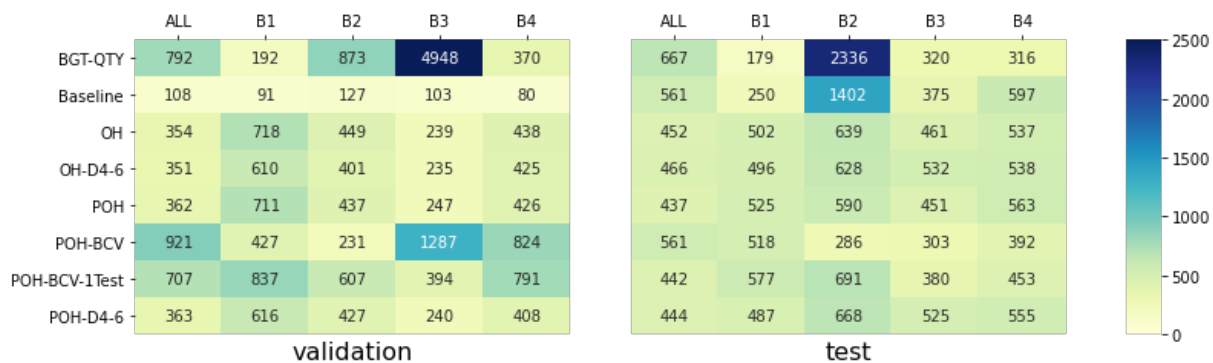 ALL B1 B2 B3 B4 ALL B1 B2 B3 B4
BGT-QTY 792 192 873 4948 370 667 179 2336 320 316 2500
Baseline 108 91 127 103 80 561 250 1402 375 597 2000
OH 354 718 449 239 438 452 502 639 461 537
OH-D4-6 351 610 401 235 425 466 496 628 532 538 1500
POH 362 711 437 247 426 437 525 590 451 563 1000
POH-BCV 921 427 231 1287 824 561 518 286 303 392
POH-BCV-1Test 707 837 607 394 791 442 577 691 380 453 500
POH-D4-6 363 616 427 240 408 444 487 668 525 555 0
validation test